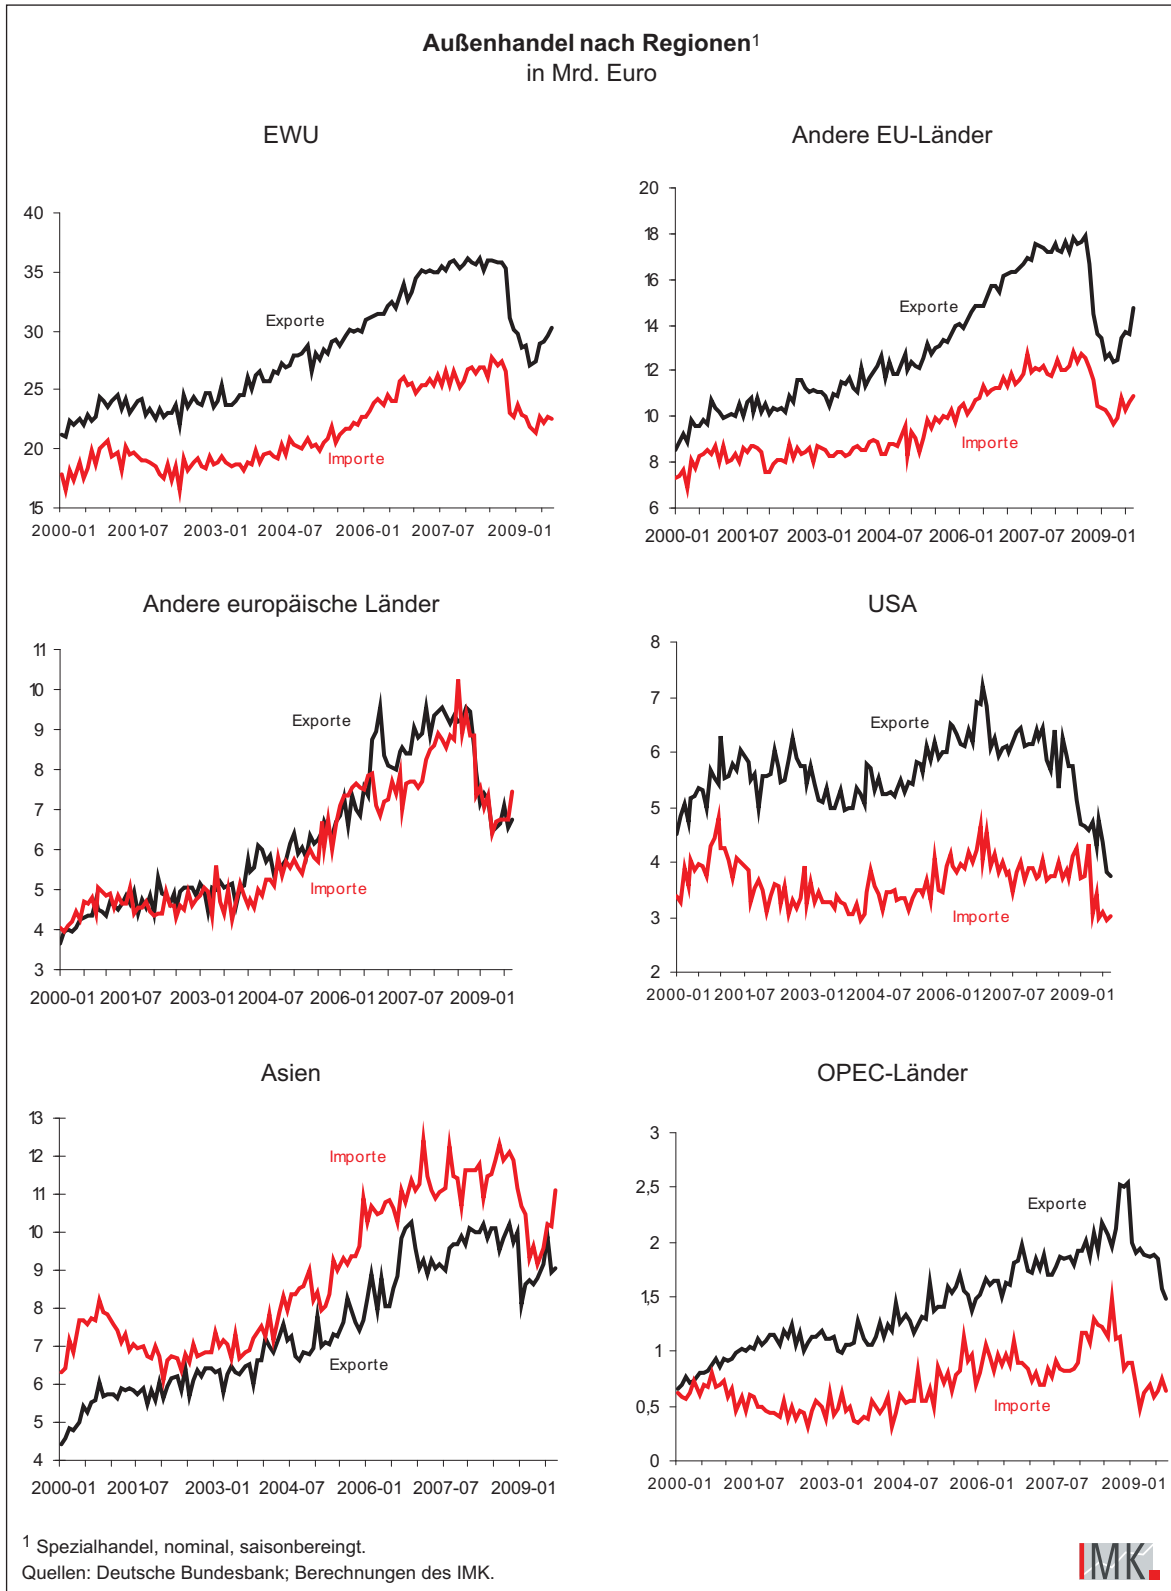 Außenhandel nach Regionen¹
in Mrd. Euro
EWU
40
35
30
25
20
15
Exporte
Importe
2000-01 2001-07 2003-01 2004-07 2006-01 2007-07 2009-01
Andere EU-Länder
20
18
16
14
12
10
8
6
Exporte
Importe
2000-01 2001-07 2003-01 2004-07 2006-01 2007-07 2009-01
Andere europäische Länder
11
10
9
8
7
6
5
4
3
Exporte
Importe
2000-01 2001-07 2003-01 2004-07 2006-01 2007-07 2009-01
USA
8
7
6
5
4
3
2
Exporte
Importe
2000-01 2001-07 2003-01 2004-07 2006-01 2007-07 2009-01
Asien
13
12
11
10
9
8
7
6
5
4
Importe
Exporte
2000-01 2001-07 2003-01 2004-07 2006-01 2007-07 2009-01
OPEC-Länder
3
2,5
2
1,5
1
0,5
0
Exporte
Importe
2000-01 2001-07 2003-01 2004-07 2006-01 2007-07 2009-01
¹ Spezialhandel, nominal, saisonbereingt.
Quellen: Deutsche Bundesbank; Berechnungen des IMK.
IMK.